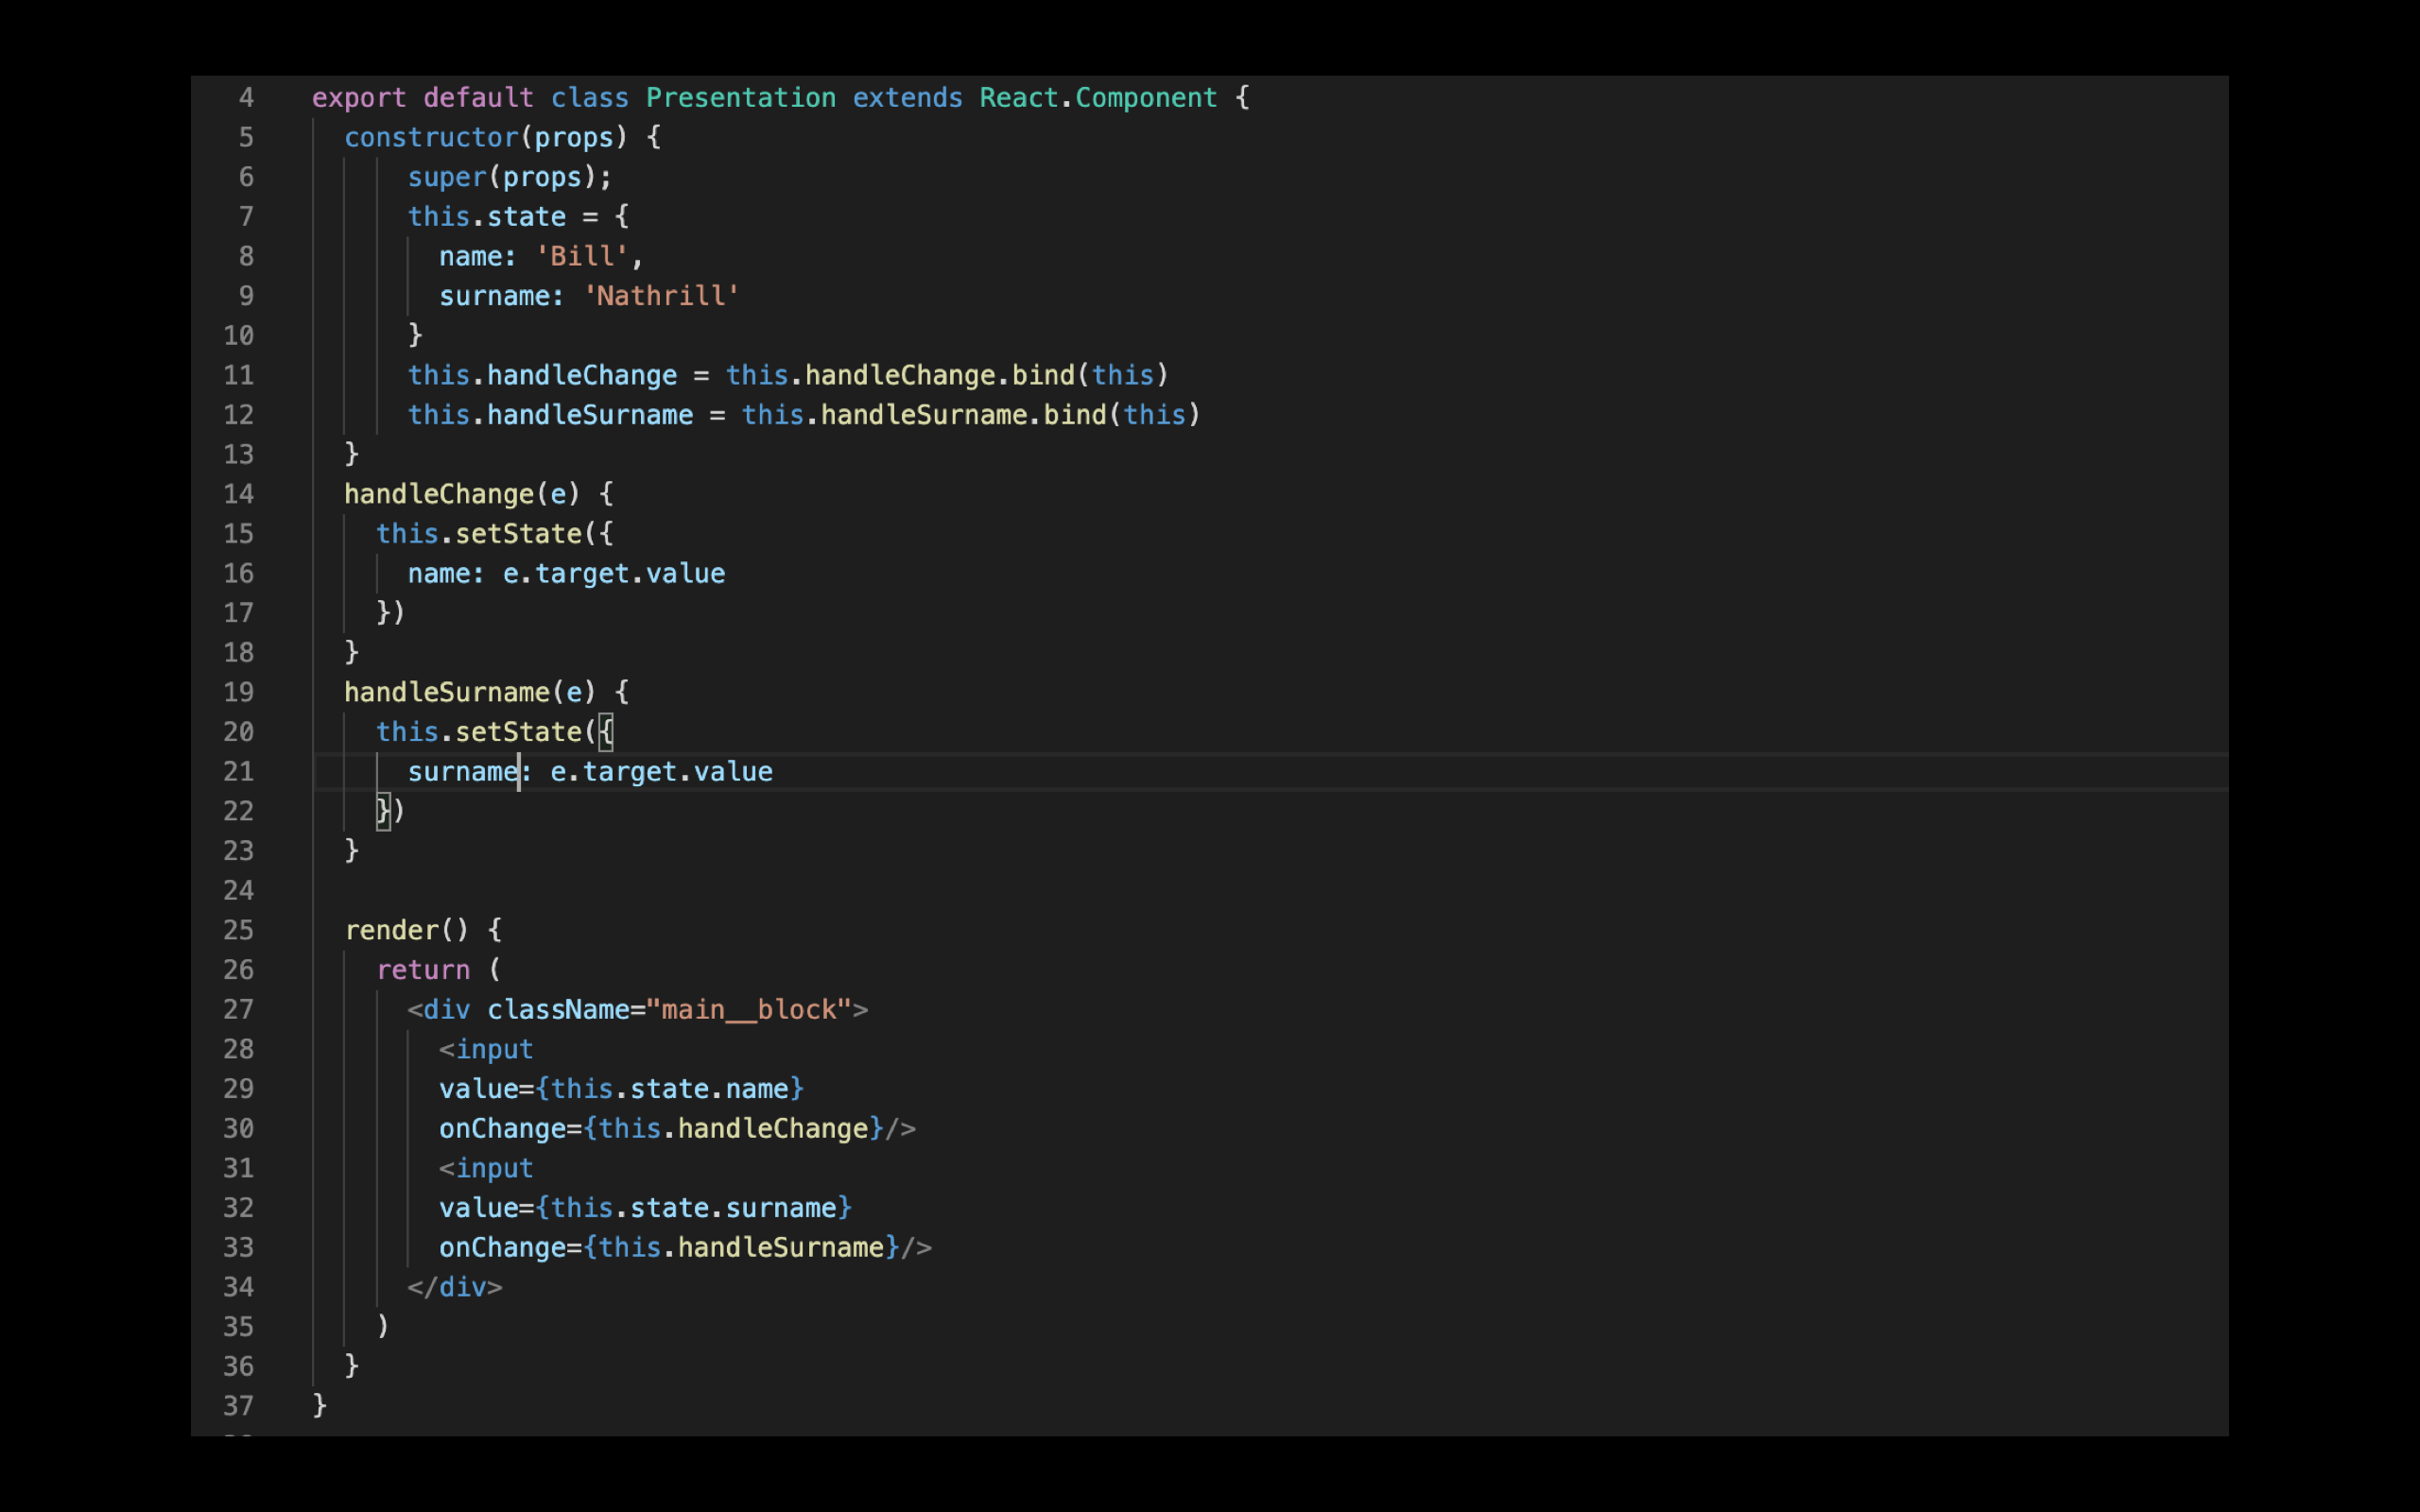 4 export default class Presentation extends React.Component {
5 constructor(props) {
6 super(props);
7 this.state = {
8 name: 'Bill',
9 surname: 'Nathrill'
10 }
11 this.handleChange = this.handleChange.bind(this)
12 this.handleSurname = this.handleSurname.bind(this)
13 }
14 handleChange(e) {
15 this.setState({
16 name: e.target.value
17 })
18 }
19 handleSurname(e) {
20 this.setState({
21 surname: e.target.value
22 })
23 }
24
25 render() {
26 return (
27 <div className="main__block">
28 <input
29 value={this.state.name}
30 onChange={this.handleChange}/>
31 <input
32 value={this.state.surname}
33 onChange={this.handleSurname}/>
34 </div>
35 )
36 }
37 }